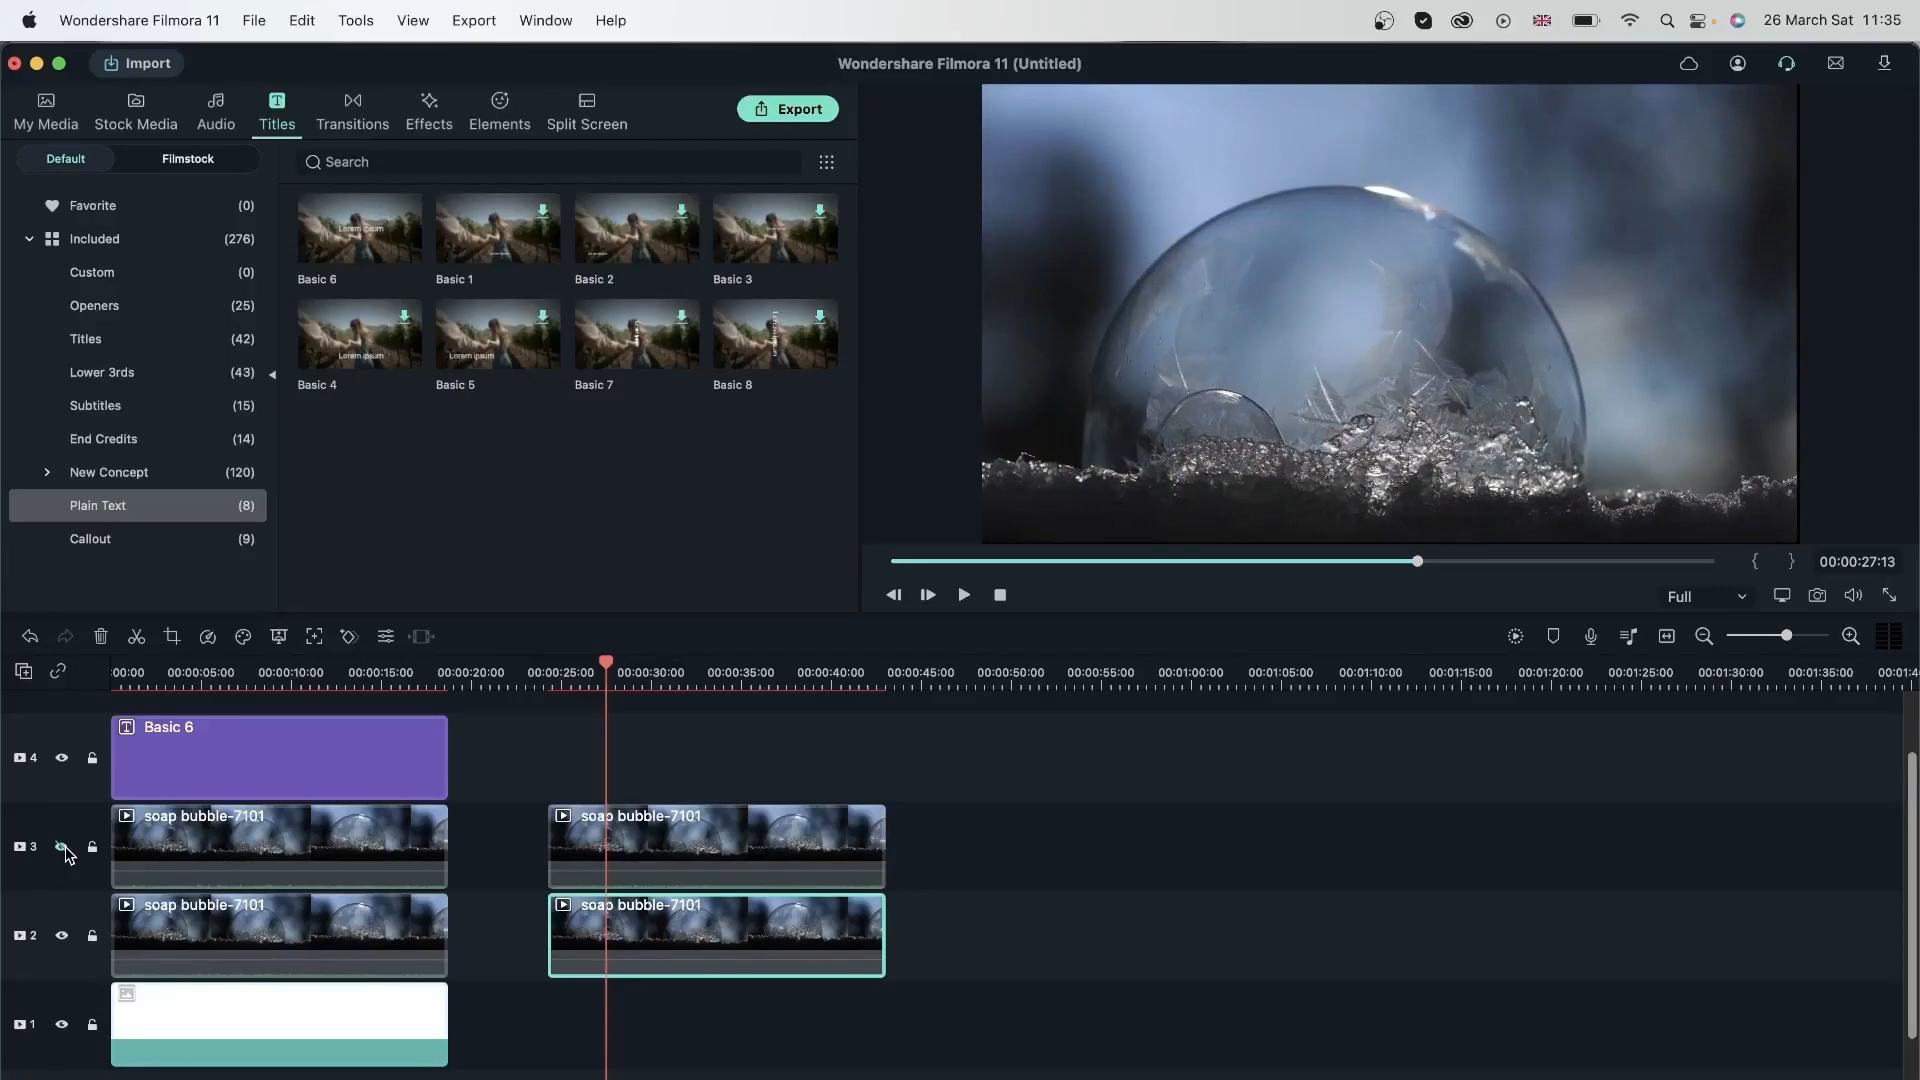 Wondershare Filmora 11 File Edit Tools View Export Window Help 26 March Sat 11:35
Import Wondershare Filmora 11 (Untitled)
My Media Stock Media Audio Titles Transitions Effects Elements Split Screen Export
Default Filmstock Search
Favorite (0)
Included (276)
Custom (0)
Openers (25)
Titles (42)
Lower 3rds (43)
Subtitles (15)
End Credits (14)
New Concept (120)
Plain Text (8)
Callout (9)
Lorem ipsum
Basic 6 Basic 1 Basic 2 Basic 3
Lorem ipsum Lorem ipsum Lorem ipsum
Basic 4 Basic 5 Basic 7 Basic 8
00:00:27:13
Full
:00:00 00:00:05:00 00:00:10:00 00:00:15:00 00:00:20:00 00:00:25:00 00:00:30:00 00:00:35:00 00:00:40:00 00:00:45:00 00:00:50:00 00:00:55:00 00:01:00:00 00:01:05:00 00:01:10:00 00:01:15:00 00:01:20:00 00:01:25:00 00:01:30:00 00:01:35:00 00:01:4
Basic 6
4
soap bubble-7101 soap bubble-7101
3
soap bubble-7101 soap bubble-7101
2
1